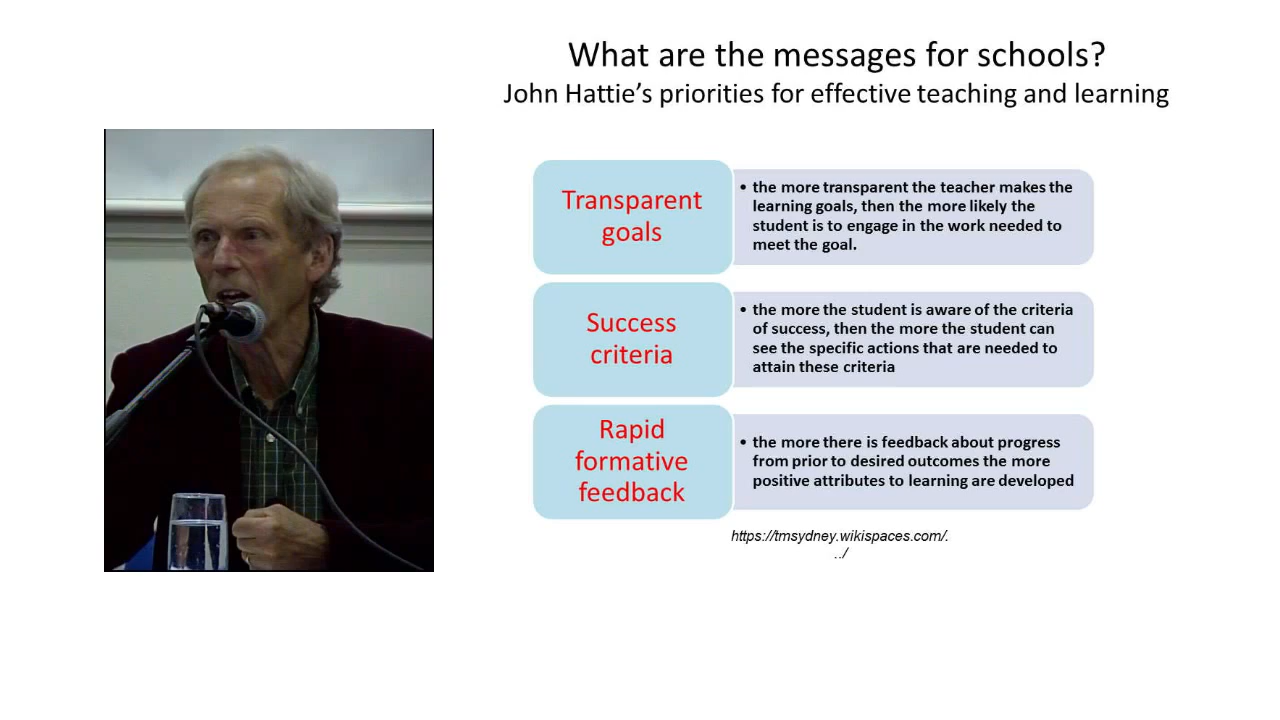 What are the messages for schools?
John Hattie’s priorities for effective teaching and learning
Transparent
goals
• the more transparent the teacher makes the
learning goals, then the more likely the
student is to engage in the work needed to
meet the goal.
Success
criteria
• the more the student is aware of the criteria
of success, then the more the student can
see the specific actions that are needed to
attain these criteria
Rapid
formative
feedback
• the more there is feedback about progress
from prior to desired outcomes the more
positive attributes to learning are developed
https://tmsydney.wikispaces.com/.
../